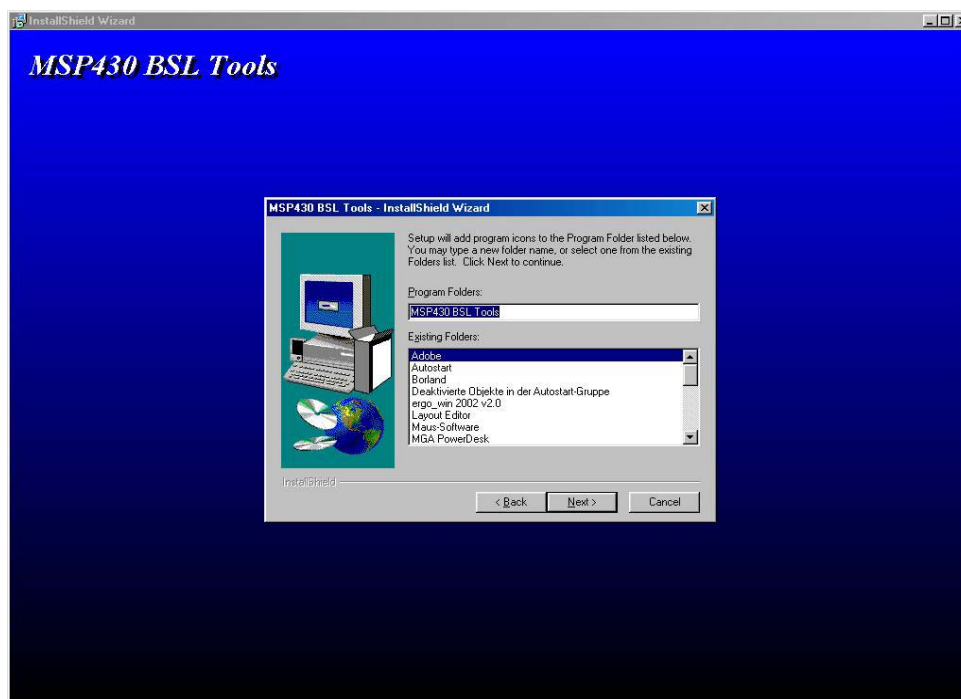 InstallShield Wizard
MSP430 BSL Tools
MSP430 BSL Tools - InstallShield Wizard
Setup will add program icons to the Program Folder listed below.
You may type a new folder name, or select one from the existing
Folders list. Click Next to continue.
Program Folders:
MSP430 BSL Tools
Existing Folders:
Adobe
Autostart
Borland
Deaktivierte Objekte in der Autostart-Gruppe
ergo_win 2002 v2.0
Layout Editor
Maus-Software
MGA PowerDesk
InstallShield
< Back Next > Cancel